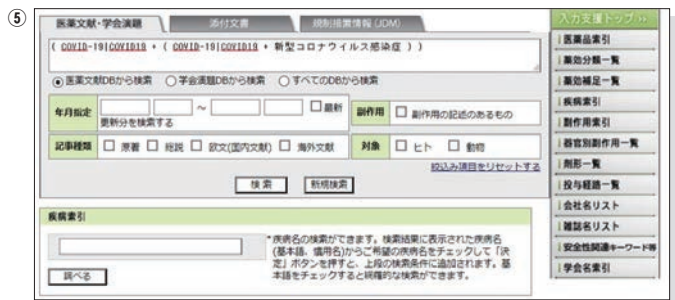 ⑤
医薬文献・学会演題 添付文書 規制措置情報(JDM)
( COVID-19|COVID19 + ( COVID-19|COVID19 + 新型コロナウイルス感染症 ) )
医薬文献DBから検索 学会演題DBから検索 すべてのDBから検索
年月指定 ～ 最新
更新分を検索する
副作用 副作用の記述のあるもの
記事種類 原著 総説 欧文(国内文献) 海外文献 対象 ヒト 動物
絞込み項目をリセットする
検索 新規検索
疾病索引
*疾病名の検索ができます。検索結果に表示された疾病名
(基本語、慣用名)からご希望の疾病名をチェックして「決
定」ボタンを押すと、上段の検索条件に追加されます。基
本語をチェックすると網羅的な検索ができます。
調べる
入力支援トップ>>
医薬品索引
薬効分類一覧
薬効補足一覧
疾病索引
副作用索引
器官別副作用一覧
剤形一覧
投与経路一覧
会社名リスト
雑誌名リスト
安全性関連キーワード等
学会名索引